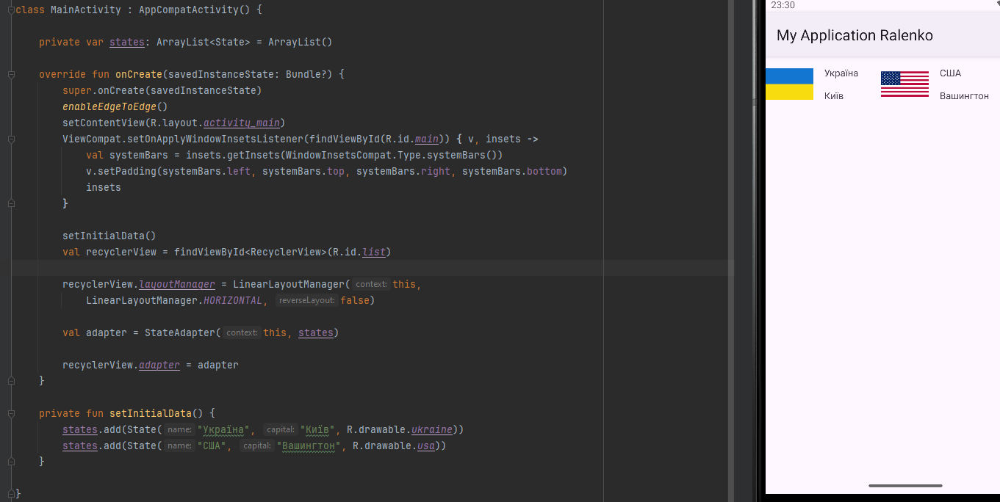 class MainActivity : AppCompatActivity() {
private var states: ArrayList<State> = ArrayList()
override fun onCreate(savedInstanceState: Bundle?) {
super.onCreate(savedInstanceState)
enableEdgeToEdge()
setContentView(R.layout.activity_main)
ViewCompat.setOnApplyWindowInsetsListener(findViewById(R.id.main)) { v, insets ->
val systemBars = insets.getInsets(WindowInsetsCompat.Type.systemBars())
v.setPadding(systemBars.left, systemBars.top, systemBars.right, systemBars.bottom)
insets
}
setInitialData()
val recyclerView = findViewById<RecyclerView>(R.id.list)
recyclerView.layoutManager = LinearLayoutManager( context: this,
LinearLayoutManager.HORIZONTAL, reverseLayout: false)
val adapter = StateAdapter( context: this, states)
recyclerView.adapter = adapter
}
private fun setInitialData() {
states.add(State( name: "Україна", capital: "Київ", R.drawable.ukraine))
states.add(State( name: "США", capital: "Вашингтон", R.drawable.usa))
}
}
23:30
My Application Ralenko
Україна
Київ
США
Вашингтон